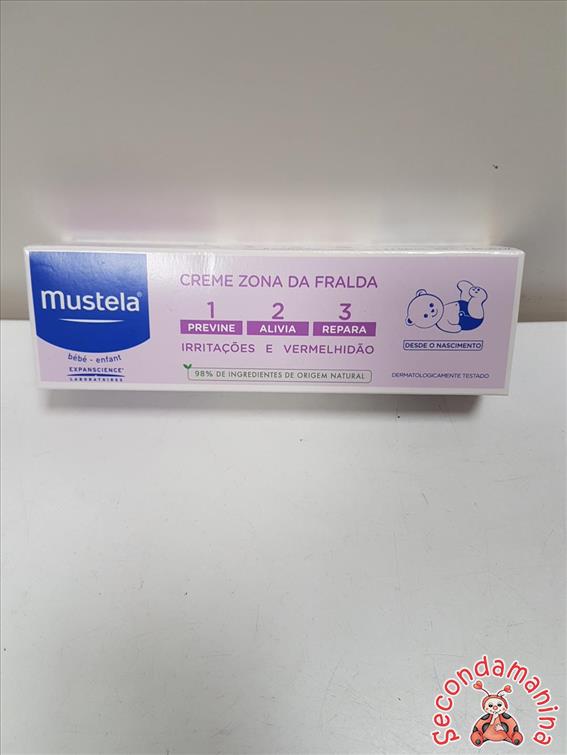 mustela®
bébé - enfant
EXPANSCIENCE®
LABORATOIRES
CREME ZONA DA FRALDA
1 2 3
PREVINE ALIVIA REPARA
IRRITAÇÕES E VERMELHIDÃO
98% DE INGREDIENTES DE ORIGEM NATURAL
DESDE O NASCIMENTO
DERMATOLOGICAMENTE TESTADO
Secondamanina